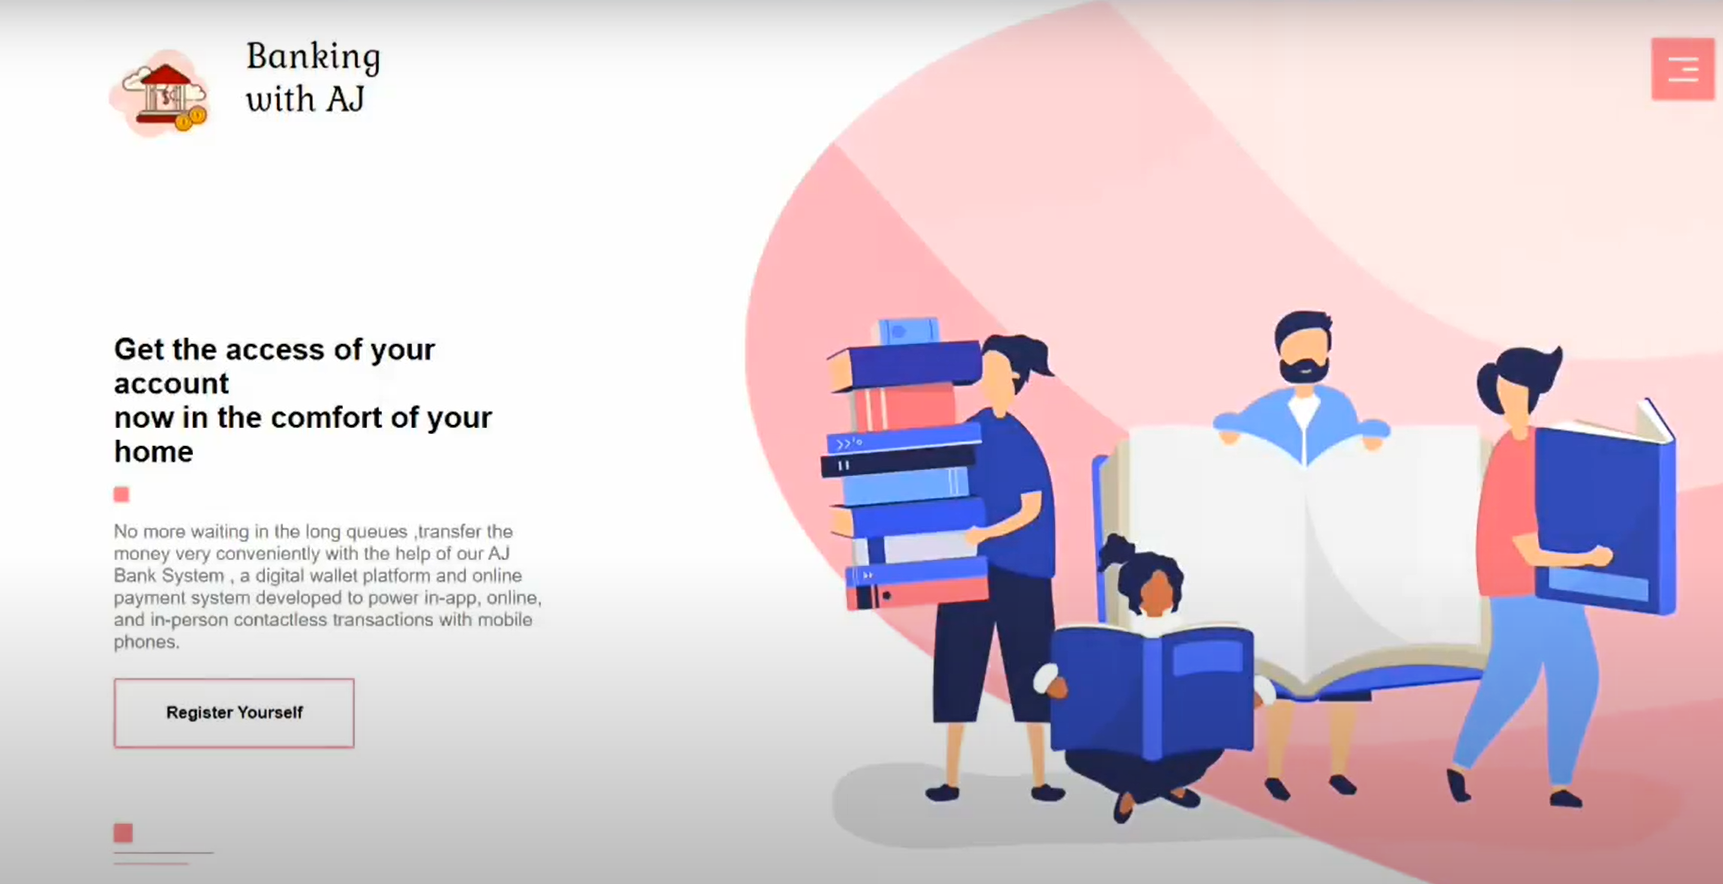 Banking
with AJ
Get the access of your
account
now in the comfort of your
home
No more waiting in the long queues ,transfer the
money very conveniently with the help of our AJ
Bank System , a digital wallet platform and online
payment system developed to power in-app, online,
and in-person contactless transactions with mobile
phones.
Register Yourself